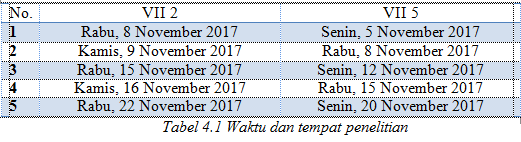 No. VII 2 VII 5
1 Rabu, 8 November 2017 Senin, 5 November 2017
2 Kamis, 9 November 2017 Rabu, 8 November 2017
3 Rabu, 15 November 2017 Senin, 12 November 2017
4 Kamis, 16 November 2017 Rabu, 15 November 2017
5 Rabu, 22 November 2017 Senin, 20 November 2017
Tabel 4.1 Waktu dan tempat penelitian